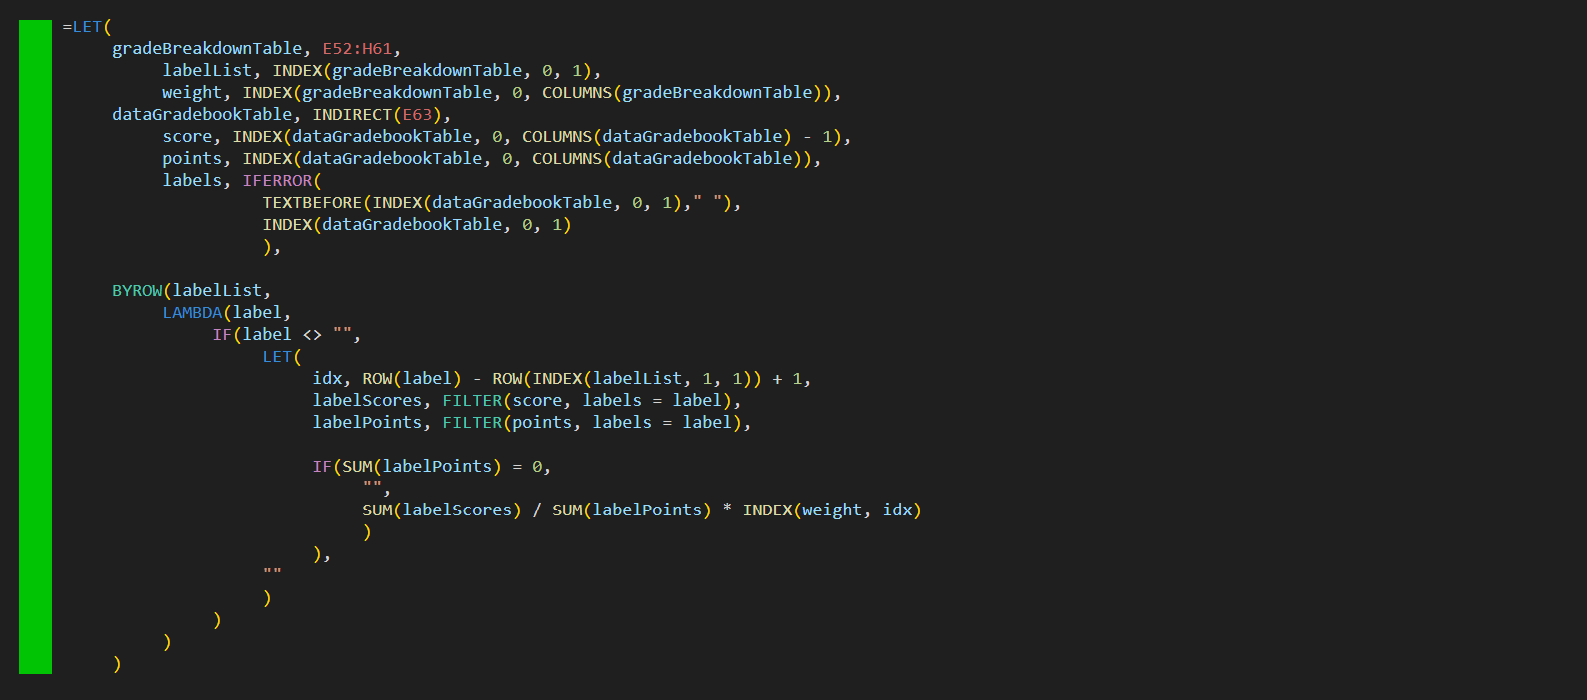 =LET(
gradeBreakdownTable, E52:H61,
labelList, INDEX(gradeBreakdownTable, 0, 1),
weight, INDEX(gradeBreakdownTable, 0, COLUMNS(gradeBreakdownTable)),
dataGradebookTable, INDIRECT(E63),
score, INDEX(dataGradebookTable, 0, COLUMNS(dataGradebookTable) - 1),
points, INDEX(dataGradebookTable, 0, COLUMNS(dataGradebookTable)),
labels, IFERROR(
TEXTBEFORE(INDEX(dataGradebookTable, 0, 1)," "),
INDEX(dataGradebookTable, 0, 1)
),
BYROW(labelList,
LAMBDA(label,
IF(label <> "",
LET(
idx, ROW(label) - ROW(INDEX(labelList, 1, 1)) + 1,
labelScores, FILTER(score, labels = label),
labelPoints, FILTER(points, labels = label),
IF(SUM(labelPoints) = 0,
"",
SUM(labelScores) / SUM(labelPoints) * INDEX(weight, idx)
)
),
""
)
)
)
)